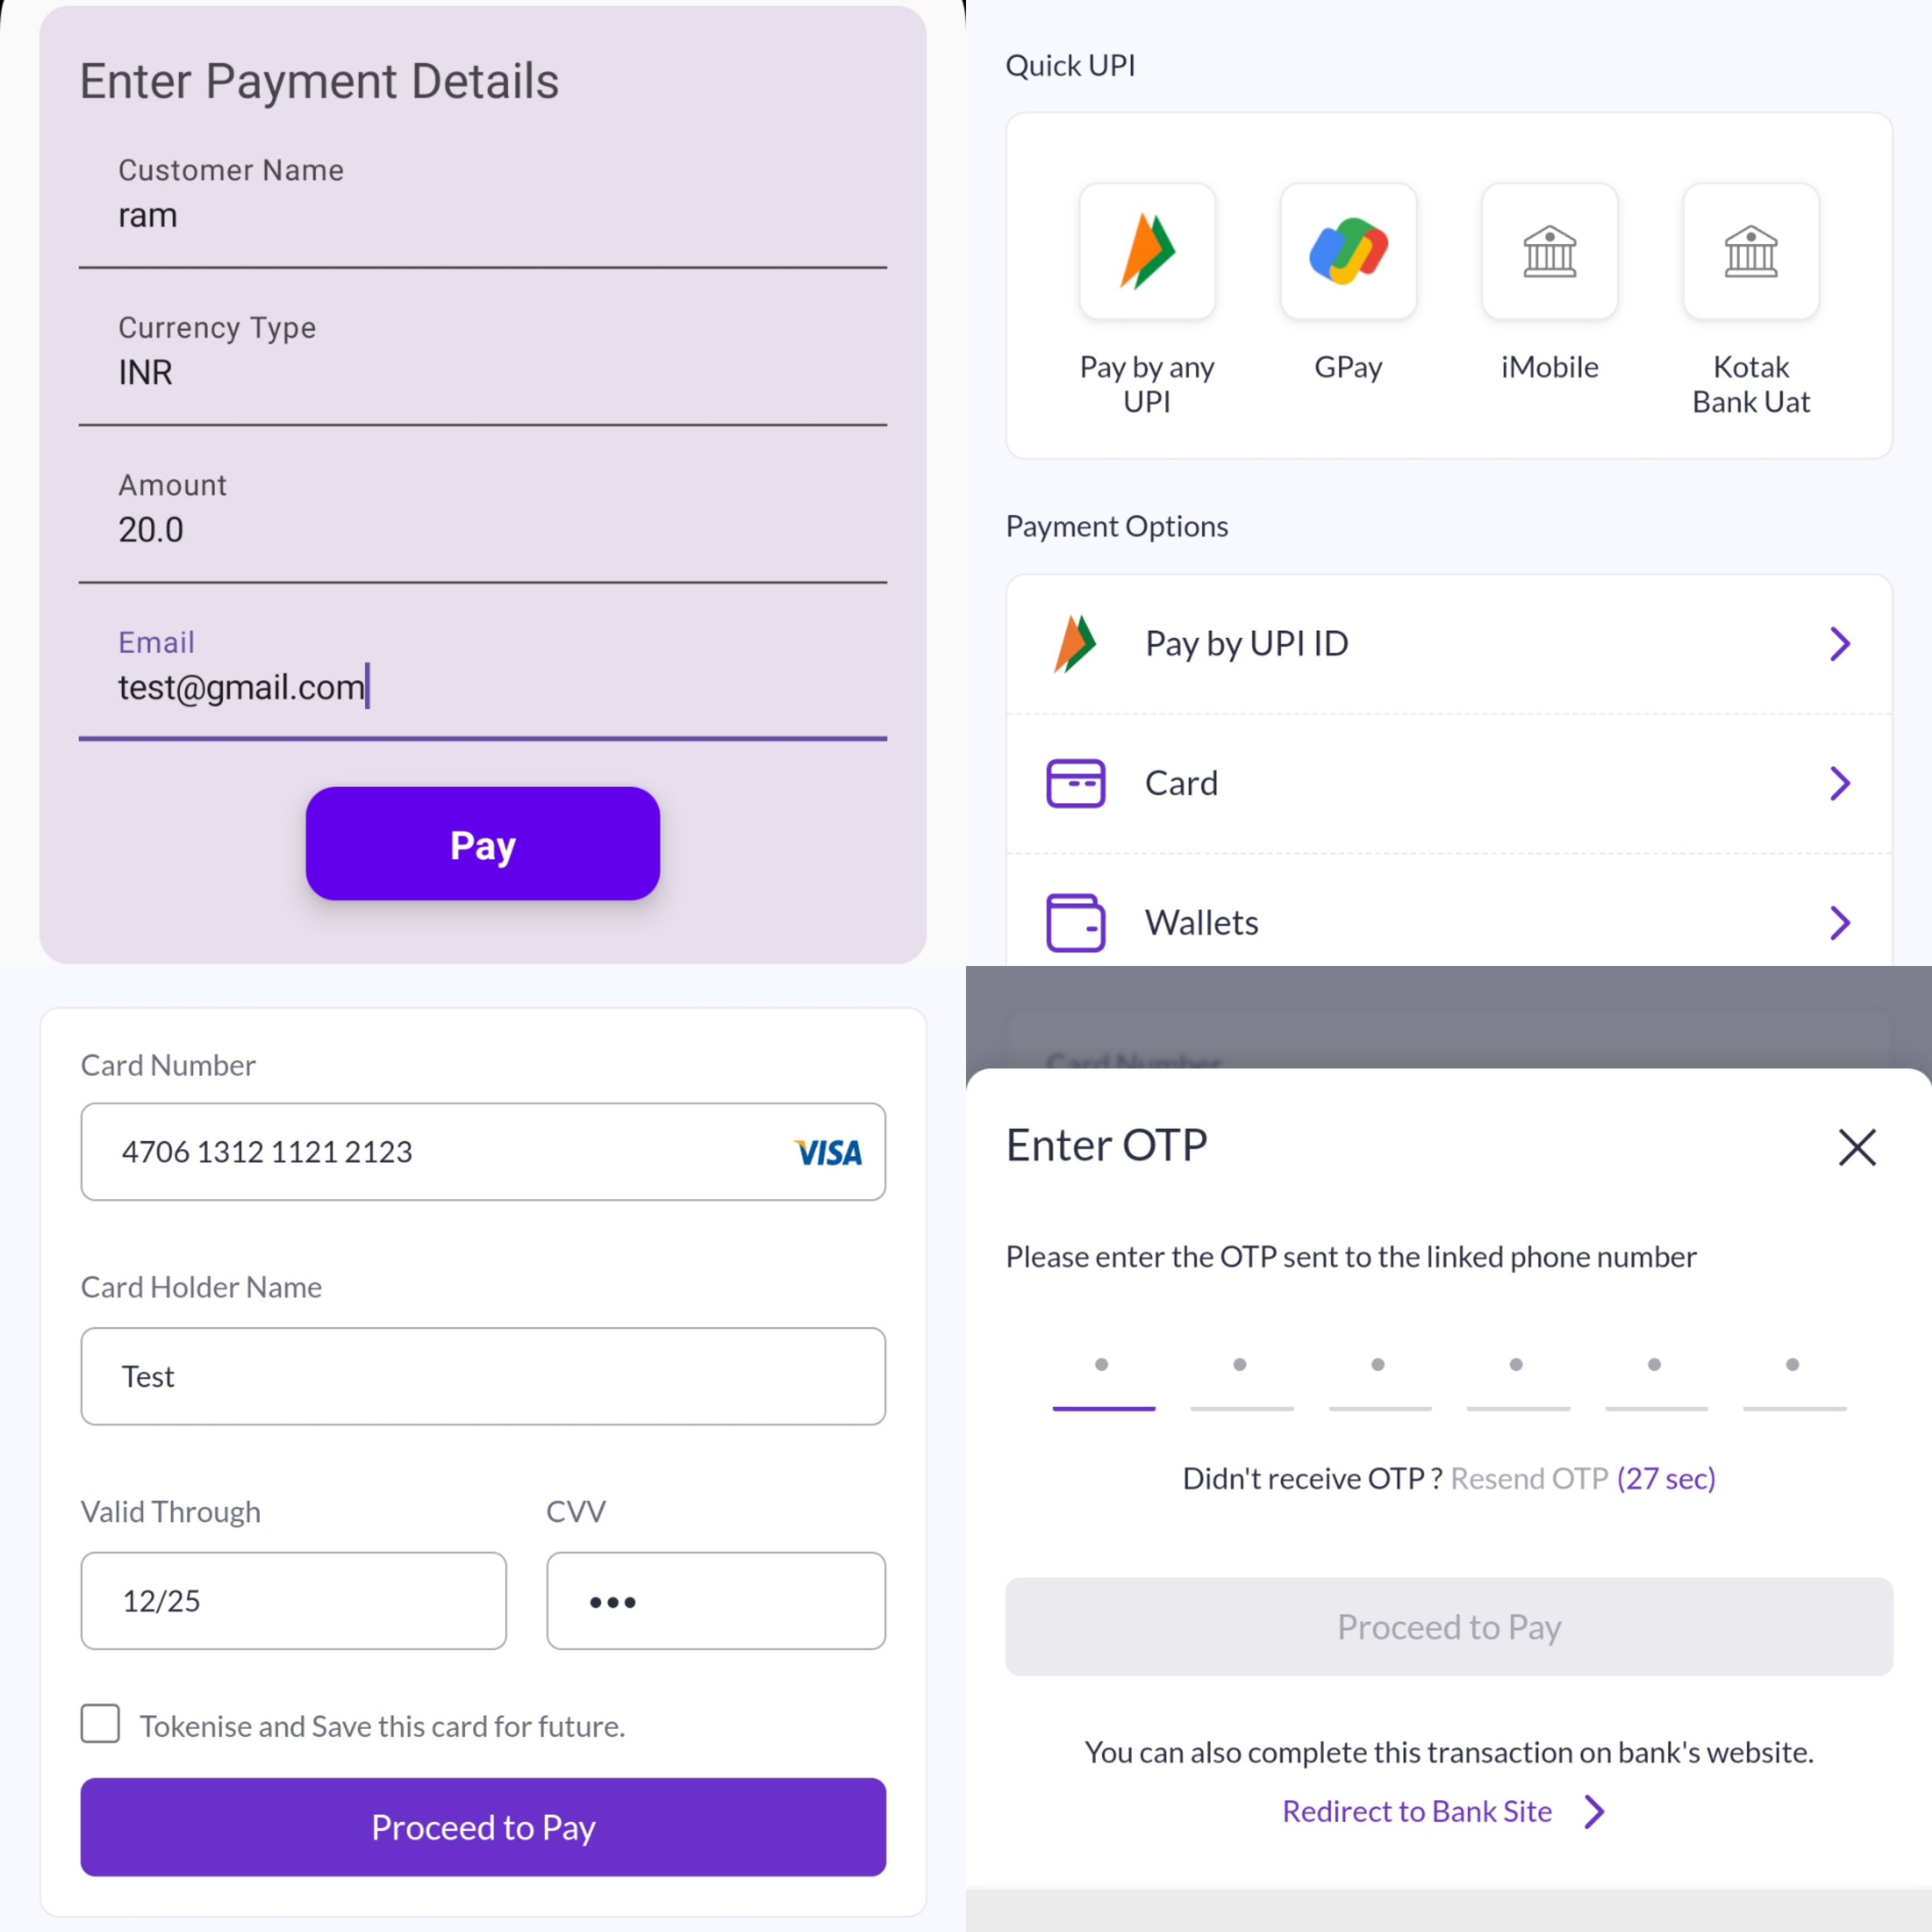 Enter Payment Details
Customer Name
ram
Currency Type
INR
Amount
20.0
Email
test@gmail.com
Pay
Quick UPI
Pay by any
UPI
GPay
iMobile
Kotak
Bank Uat
Payment Options
Pay by UPI ID
Card
Wallets
Card Number
4706 1312 1121 2123
VISA
Card Holder Name
Test
Valid Through
CVV
12/25
•••
Tokenise and Save this card for future.
Proceed to Pay
Card Number
Enter OTP
Please enter the OTP sent to the linked phone number
Didn't receive OTP ? Resend OTP (27 sec)
Proceed to Pay
You can also complete this transaction on bank's website.
Redirect to Bank Site